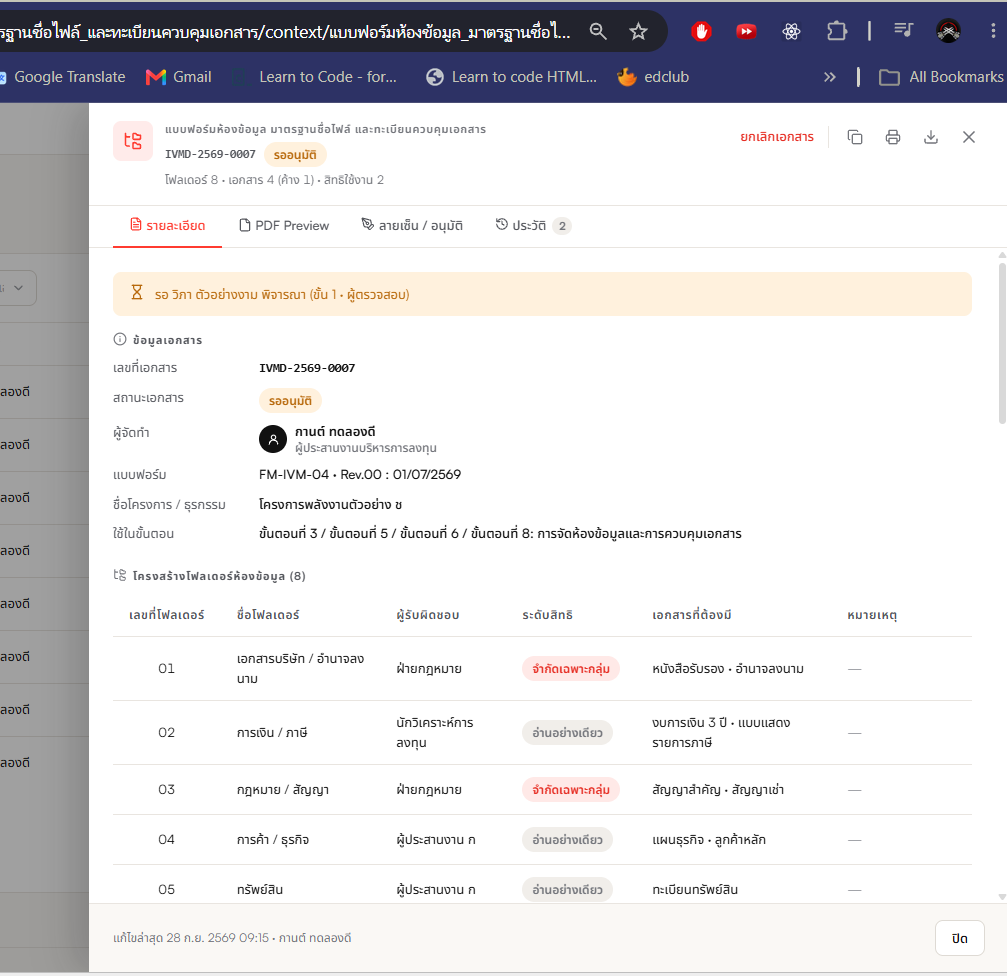 รฐานชื่อไฟล์_และทะเบียนควบคุมเอกสาร/context/แบบฟอร์มห้องข้อมูล_มาตรฐานชื่อไ...
Google Translate Gmail Learn to Code - for... Learn to code HTML... edclub All Bookmarks
แบบฟอร์มห้องข้อมูล มาตรฐานชื่อไฟล์ และทะเบียนควบคุมเอกสาร
IVMD-2569-0007 รออนุมัติ
โฟลเดอร์ 8 • เอกสาร 4 (ค้าง 1) • สิทธิใช้งาน 2
ยกเลิกเอกสาร
รายละเอียด PDF Preview ลายเซ็น / อนุมัติ ประวัติ 2
รอ วิภา ตัวอย่างงาม พิจารณา (ขั้น 1 • ผู้ตรวจสอบ)
ข้อมูลเอกสาร
เลขที่เอกสาร IVMD-2569-0007
สถานะเอกสาร รออนุมัติ
ผู้จัดทำ กานต์ ทดลองดี
ผู้ประสานงานบริหารการลงทุน
แบบฟอร์ม FM-IVM-04 • Rev.00 : 01/07/2569
ชื่อโครงการ / ธุรกรรม โครงการพลังงานตัวอย่าง ช
ใช้ในขั้นตอน ขั้นตอนที่ 3 / ขั้นตอนที่ 5 / ขั้นตอนที่ 6 / ขั้นตอนที่ 8: การจัดห้องข้อมูลและการควบคุมเอกสาร
โครงสร้างโฟลเดอร์ห้องข้อมูล (8)
เลขที่โฟลเดอร์ ชื่อโฟลเดอร์ ผู้รับผิดชอบ ระดับสิทธิ เอกสารที่ต้องมี หมายเหตุ
01 เอกสารบริษัท / อำนาจลงนาม ฝ่ายกฎหมาย จำกัดเฉพาะกลุ่ม หนังสือรับรอง • อำนาจลงนาม —
02 การเงิน / ภาษี นักวิเคราะห์การลงทุน อ่านอย่างเดียว งบการเงิน 3 ปี • แบบแสดงรายการภาษี —
03 กฎหมาย / สัญญา ฝ่ายกฎหมาย จำกัดเฉพาะกลุ่ม สัญญาสำคัญ • สัญญาเช่า —
04 การค้า / ธุรกิจ ผู้ประสานงาน ก อ่านอย่างเดียว แผนธุรกิจ • ลูกค้าหลัก —
05 ทรัพย์สิน ผู้ประสานงาน ก อ่านอย่างเดียว ทะเบียนทรัพย์สิน —
ลองดี
ลองดี
ลองดี
ลองดี
ลองดี
ลองดี
ลองดี
ลองดี
แก้ไขล่าสุด 28 ก.ย. 2569 09:15 • กานต์ ทดลองดี
ปิด